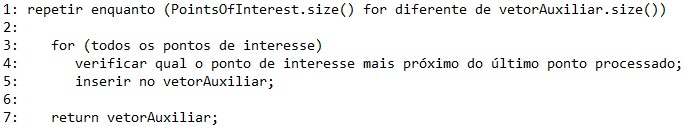 1: repetir enquanto (PointsOfInterest.size() for diferente de vetorAuxiliar.size())
2:
3:    for (todos os pontos de interesse)
4:       verificar qual o ponto de interesse mais próximo do último ponto processado;
5:       inserir no vetorAuxiliar;
6:
7:    return vetorAuxiliar;